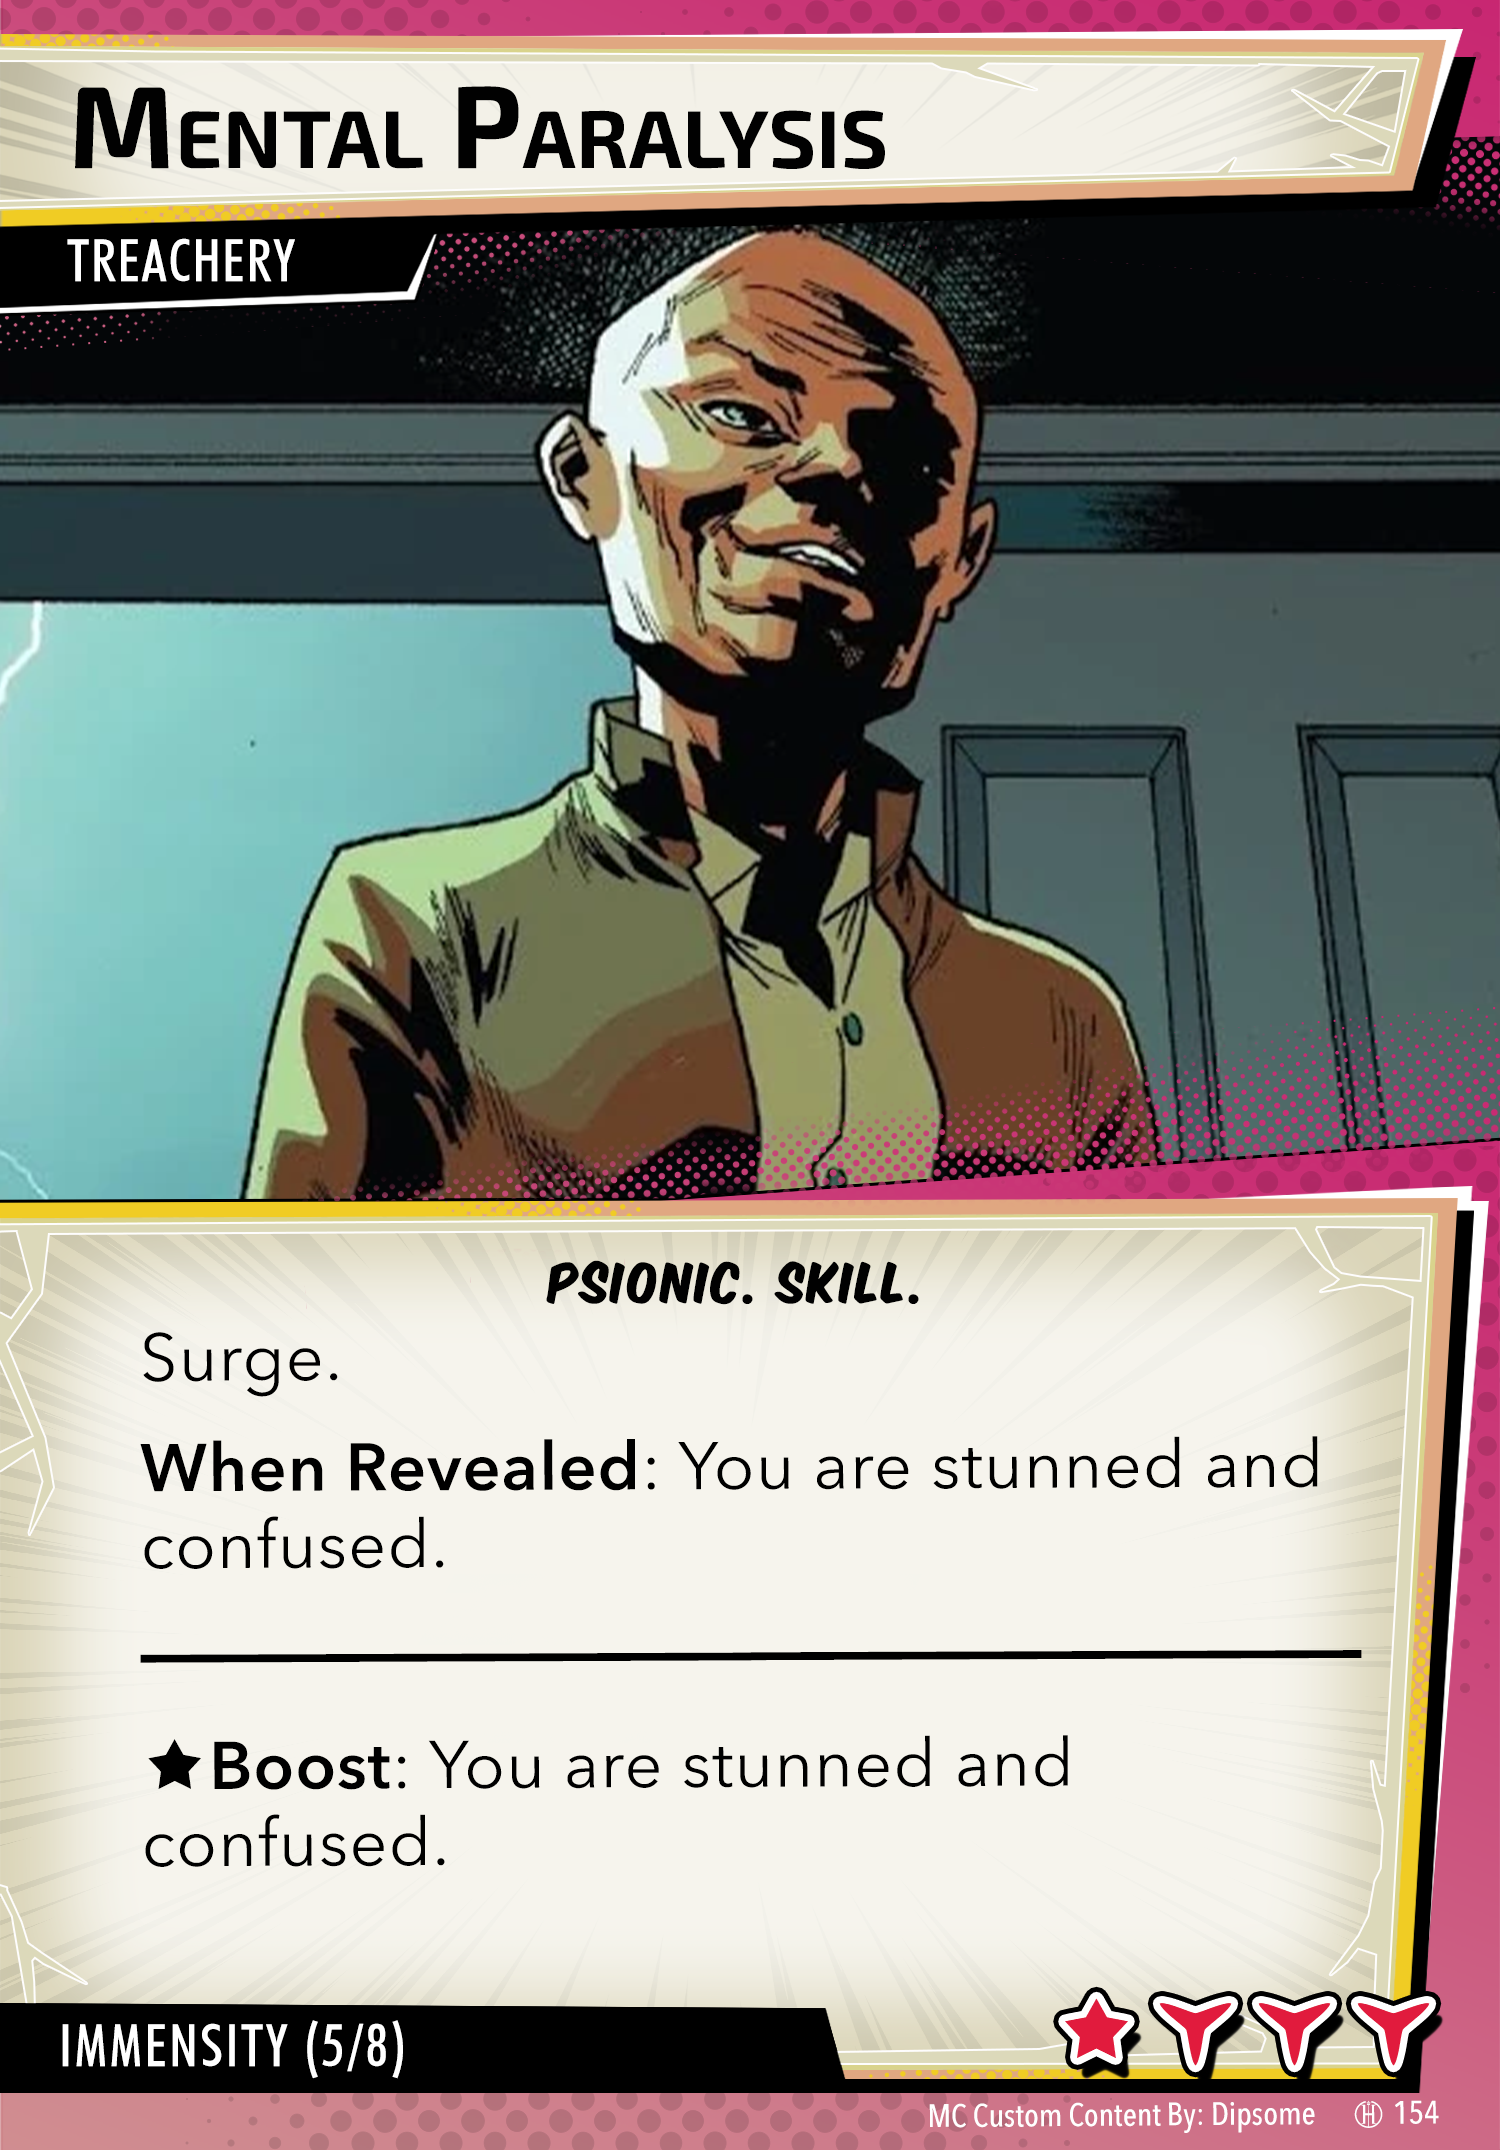 Mental Paralysis
TREACHERY
PSIONIC. SKILL.
Surge.
When Revealed: You are stunned and
confused.
★Boost: You are stunned and
confused.
IMMENSITY (5/8)
MC Custom Content By: Dipsome 154